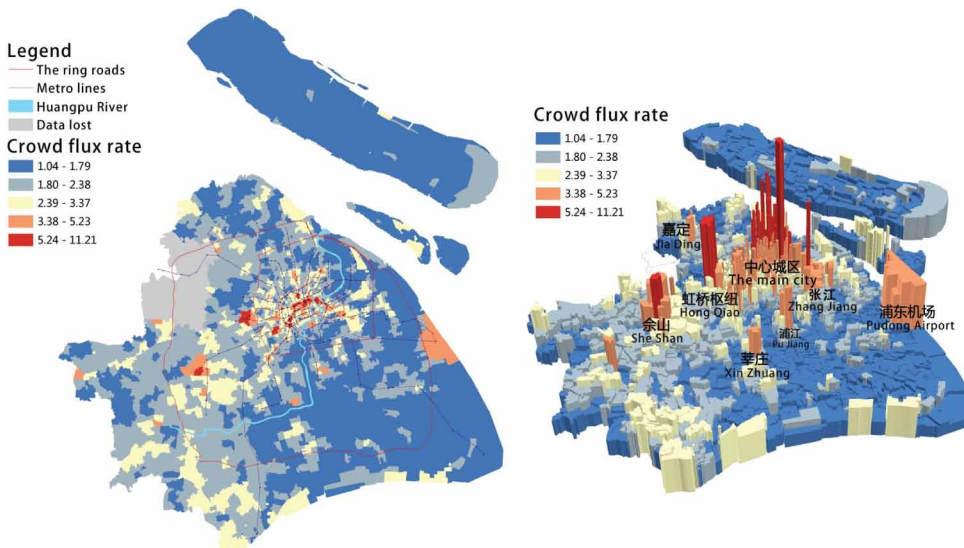 Legend
The ring roads
Metro lines
Huangpu River
Data lost
Crowd flux rate
1.04 - 1.79
1.80 - 2.38
2.39 - 3.37
3.38 - 5.23
5.24 - 11.21
Crowd flux rate
1.04 - 1.79
1.80 - 2.38
2.39 - 3.37
3.38 - 5.23
5.24 - 11.21
嘉定
Jia Ding
中心城区
The main city
虹桥枢纽
Hong Qiao
张江
Zhang Jiang
浦东机场
Pudong Airport
佘山
She Shan
浦江
Pu Jiang
莘庄
Xin Zhuang